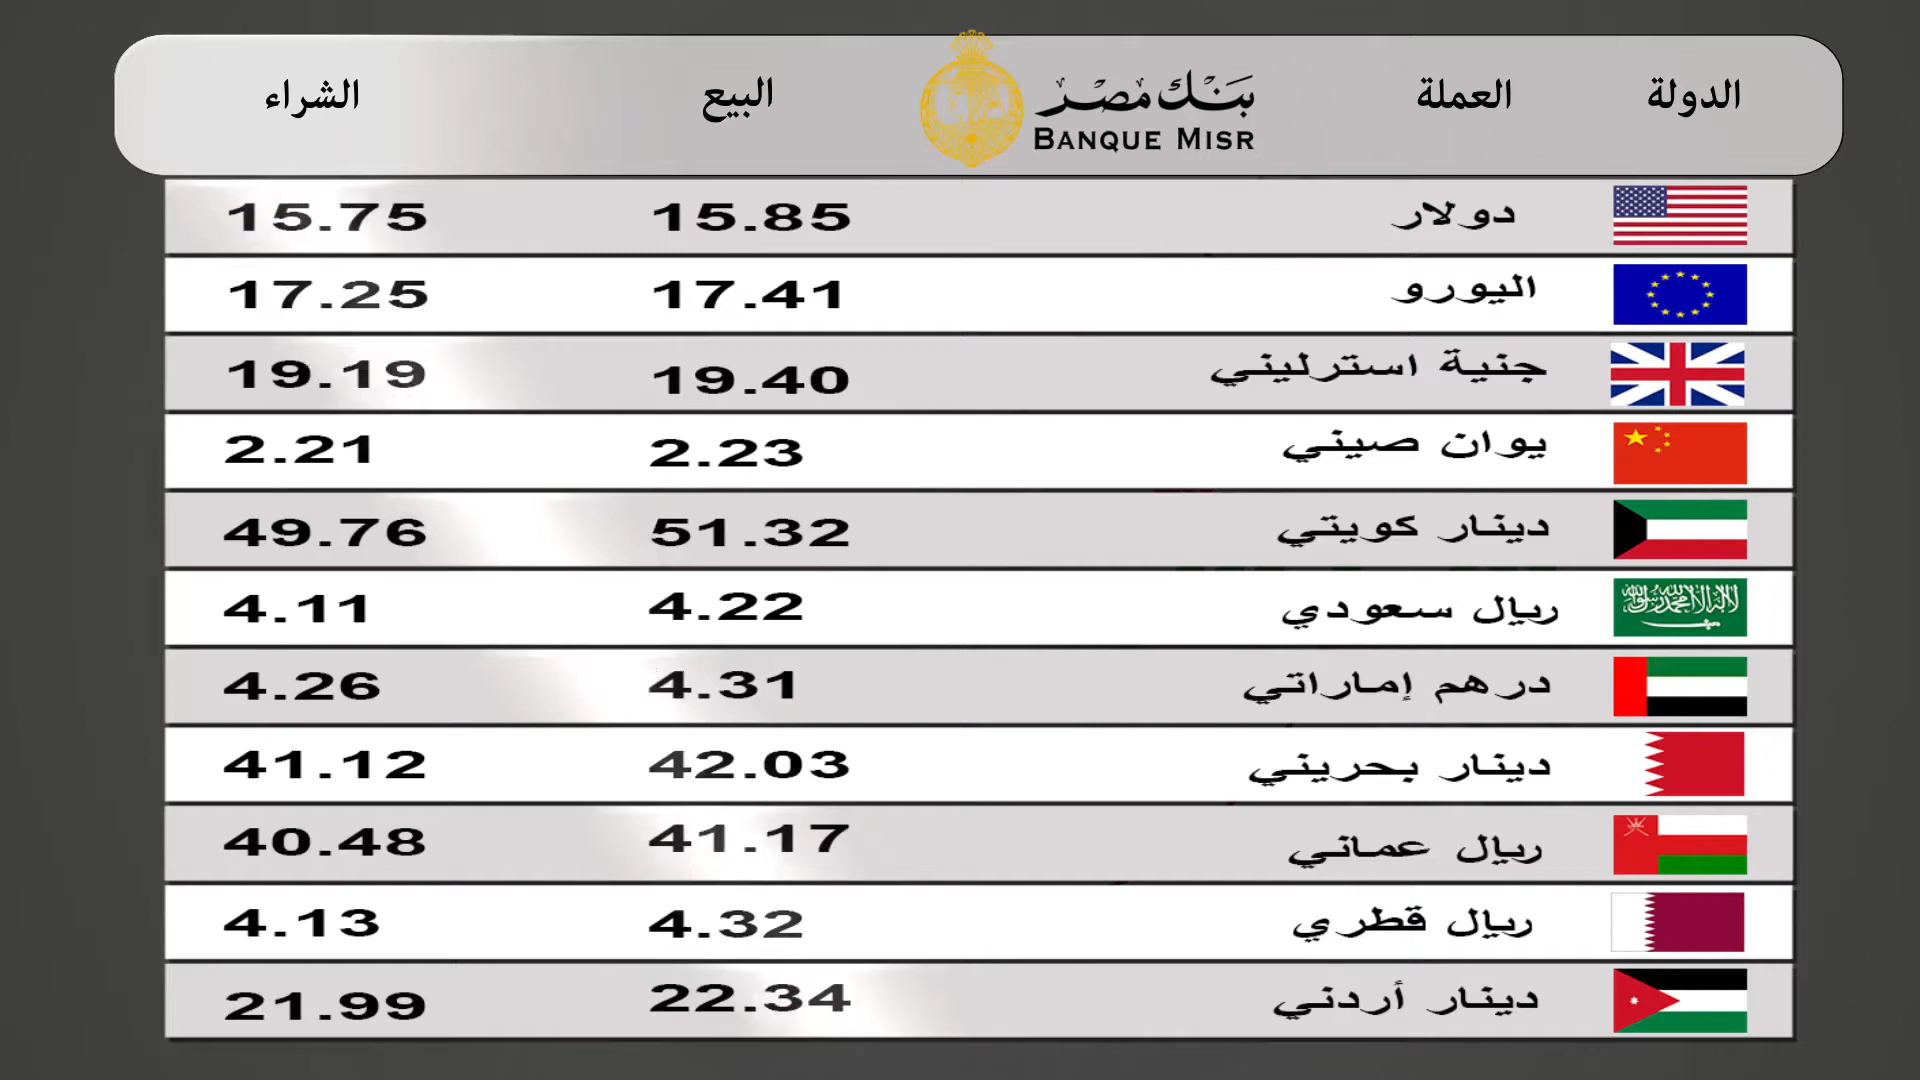 الدولة العملة بنك مصر BANQUE MISR البيع الشراء
دولار 15.85 15.75
اليورو 17.41 17.25
جنية استرليني 19.40 19.19
يوان صيني 2.23 2.21
دينار كويتي 51.32 49.76
ريال سعودي 4.22 4.11
درهم إماراتي 4.31 4.26
دينار بحريني 42.03 41.12
ريال عماني 41.17 40.48
ريال قطري 4.32 4.13
دينار أردني 22.34 21.99